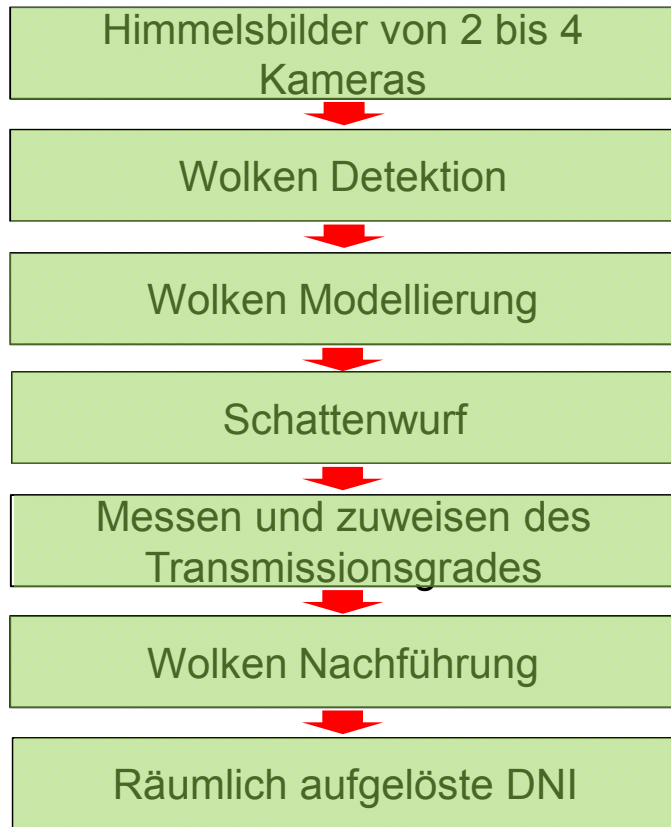 Himmelsbilder von 2 bis 4
Kameras
Wolken Detektion
Wolken Modellierung
Schattenwurf
Messen und zuweisen des
Transmissionsgrades
Wolken Nachführung
Räumlich aufgelöste DNI